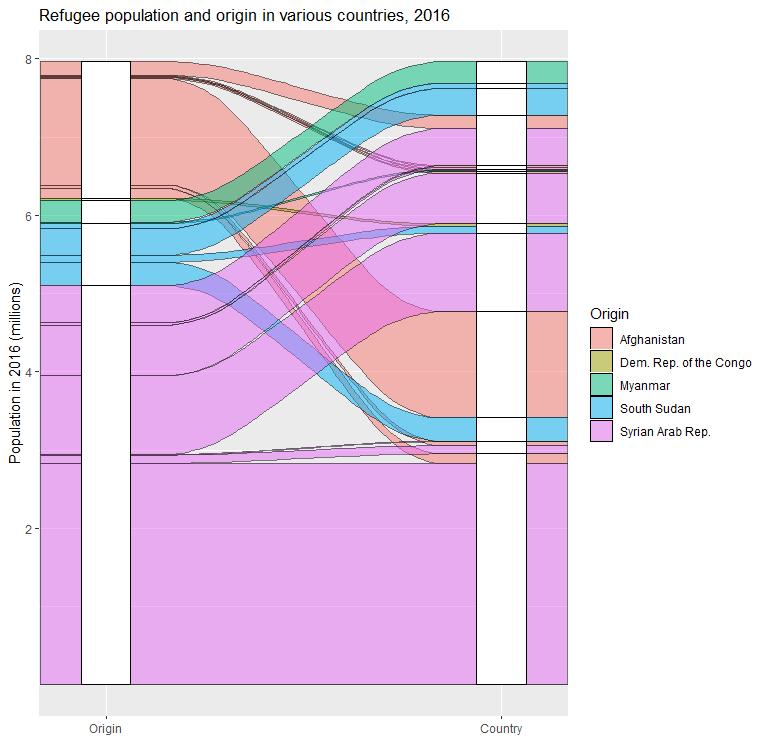 Refugee population and origin in various countries, 2016
8
6
4
2
Population in 2016 (millions)
Origin
Country
Origin
Afghanistan
Dem. Rep. of the Congo
Myanmar
South Sudan
Syrian Arab Rep.